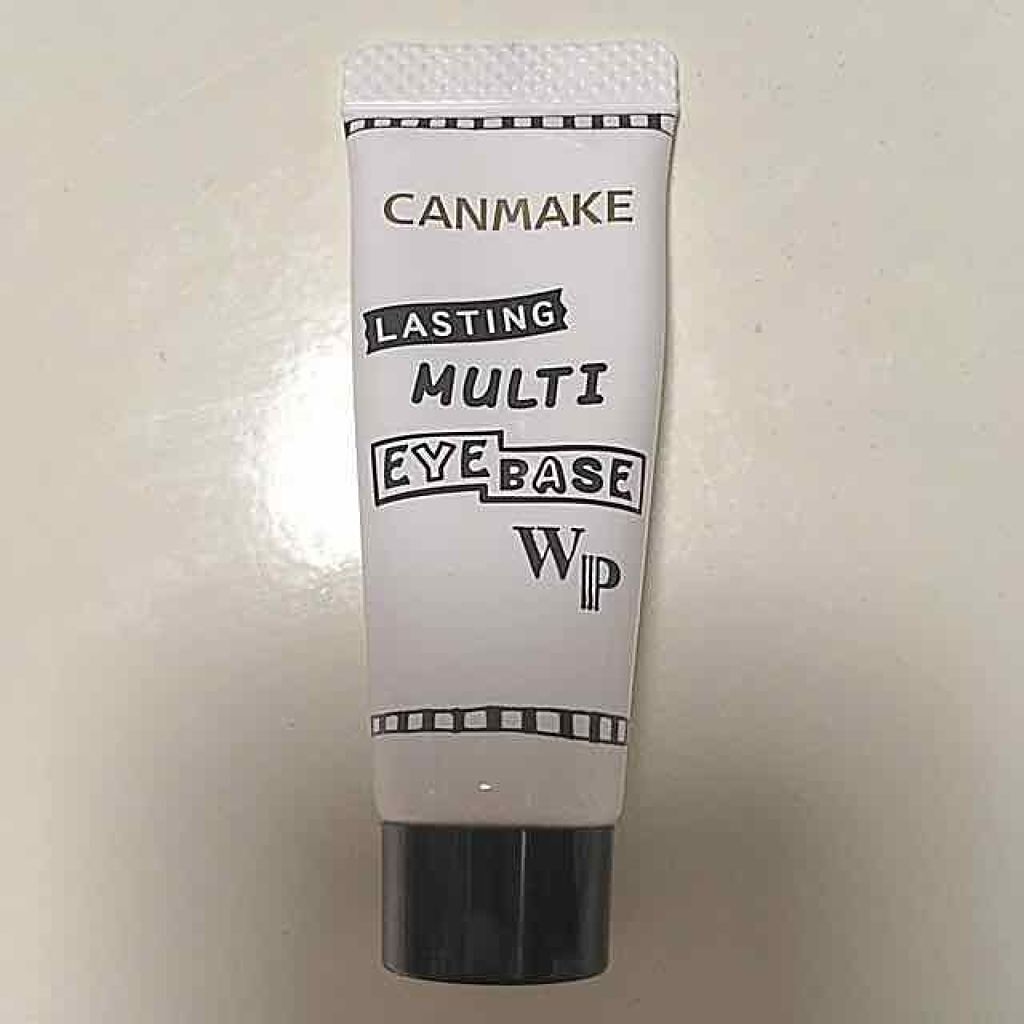 CANMAKE
LASTING
MULTI
EYE BASE
WP